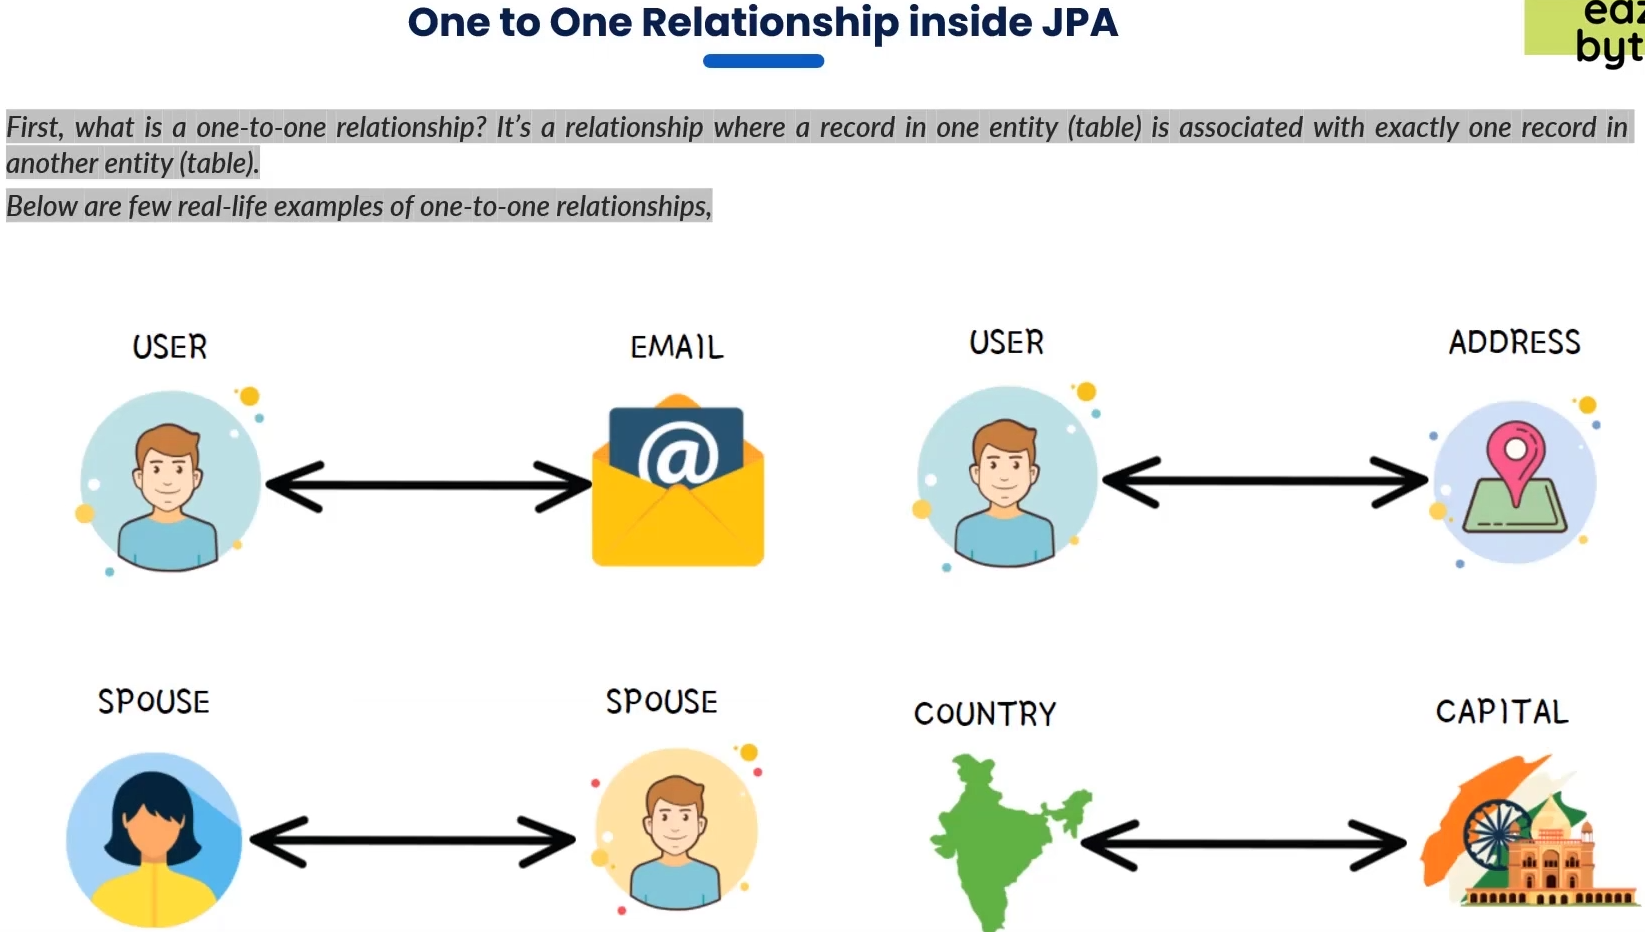 One to One Relationship inside JPA
eaz
byt
First, what is a one-to-one relationship? It’s a relationship where a record in one entity (table) is associated with exactly one record in
another entity (table).
Below are few real-life examples of one-to-one relationships,
USER
EMAIL
USER
ADDRESS
@
SPOUSE
SPOUSE
COUNTRY
CAPITAL